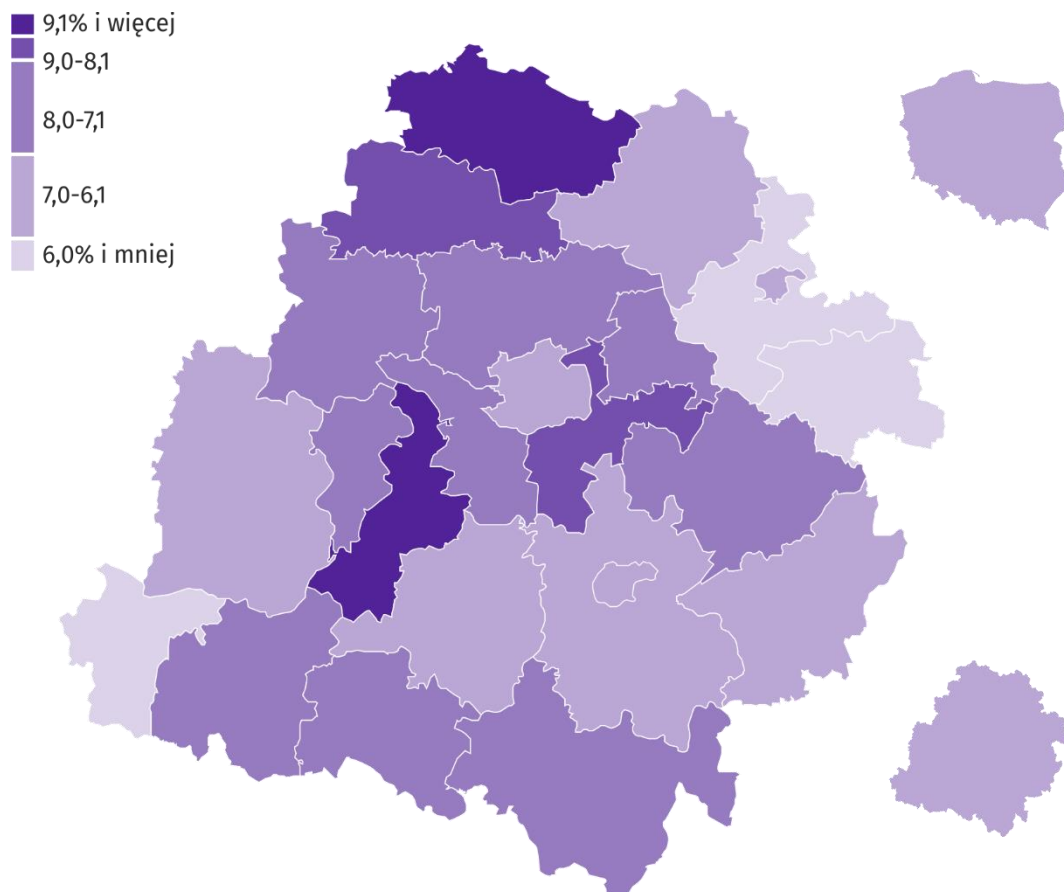 9,1% i więcej
9,0-8,1
8,0-7,1
7,0-6,1
6,0% i mniej